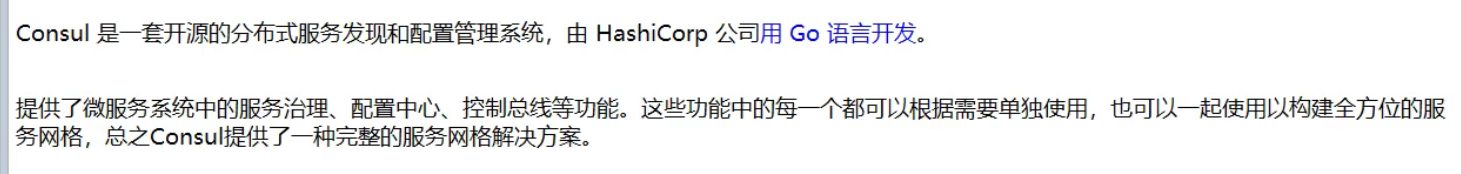 Consul 是一套开源的分布式服务发现和配置管理系统，由 HashiCorp 公司用 Go 语言开发。
提供了微服务系统中的服务治理、配置中心、控制总线等功能。这些功能中的每一个都可以根据需要单独使用，也可以一起使用以构建全方位的服
务网格，总之Consul提供了一种完整的服务网格解决方案。